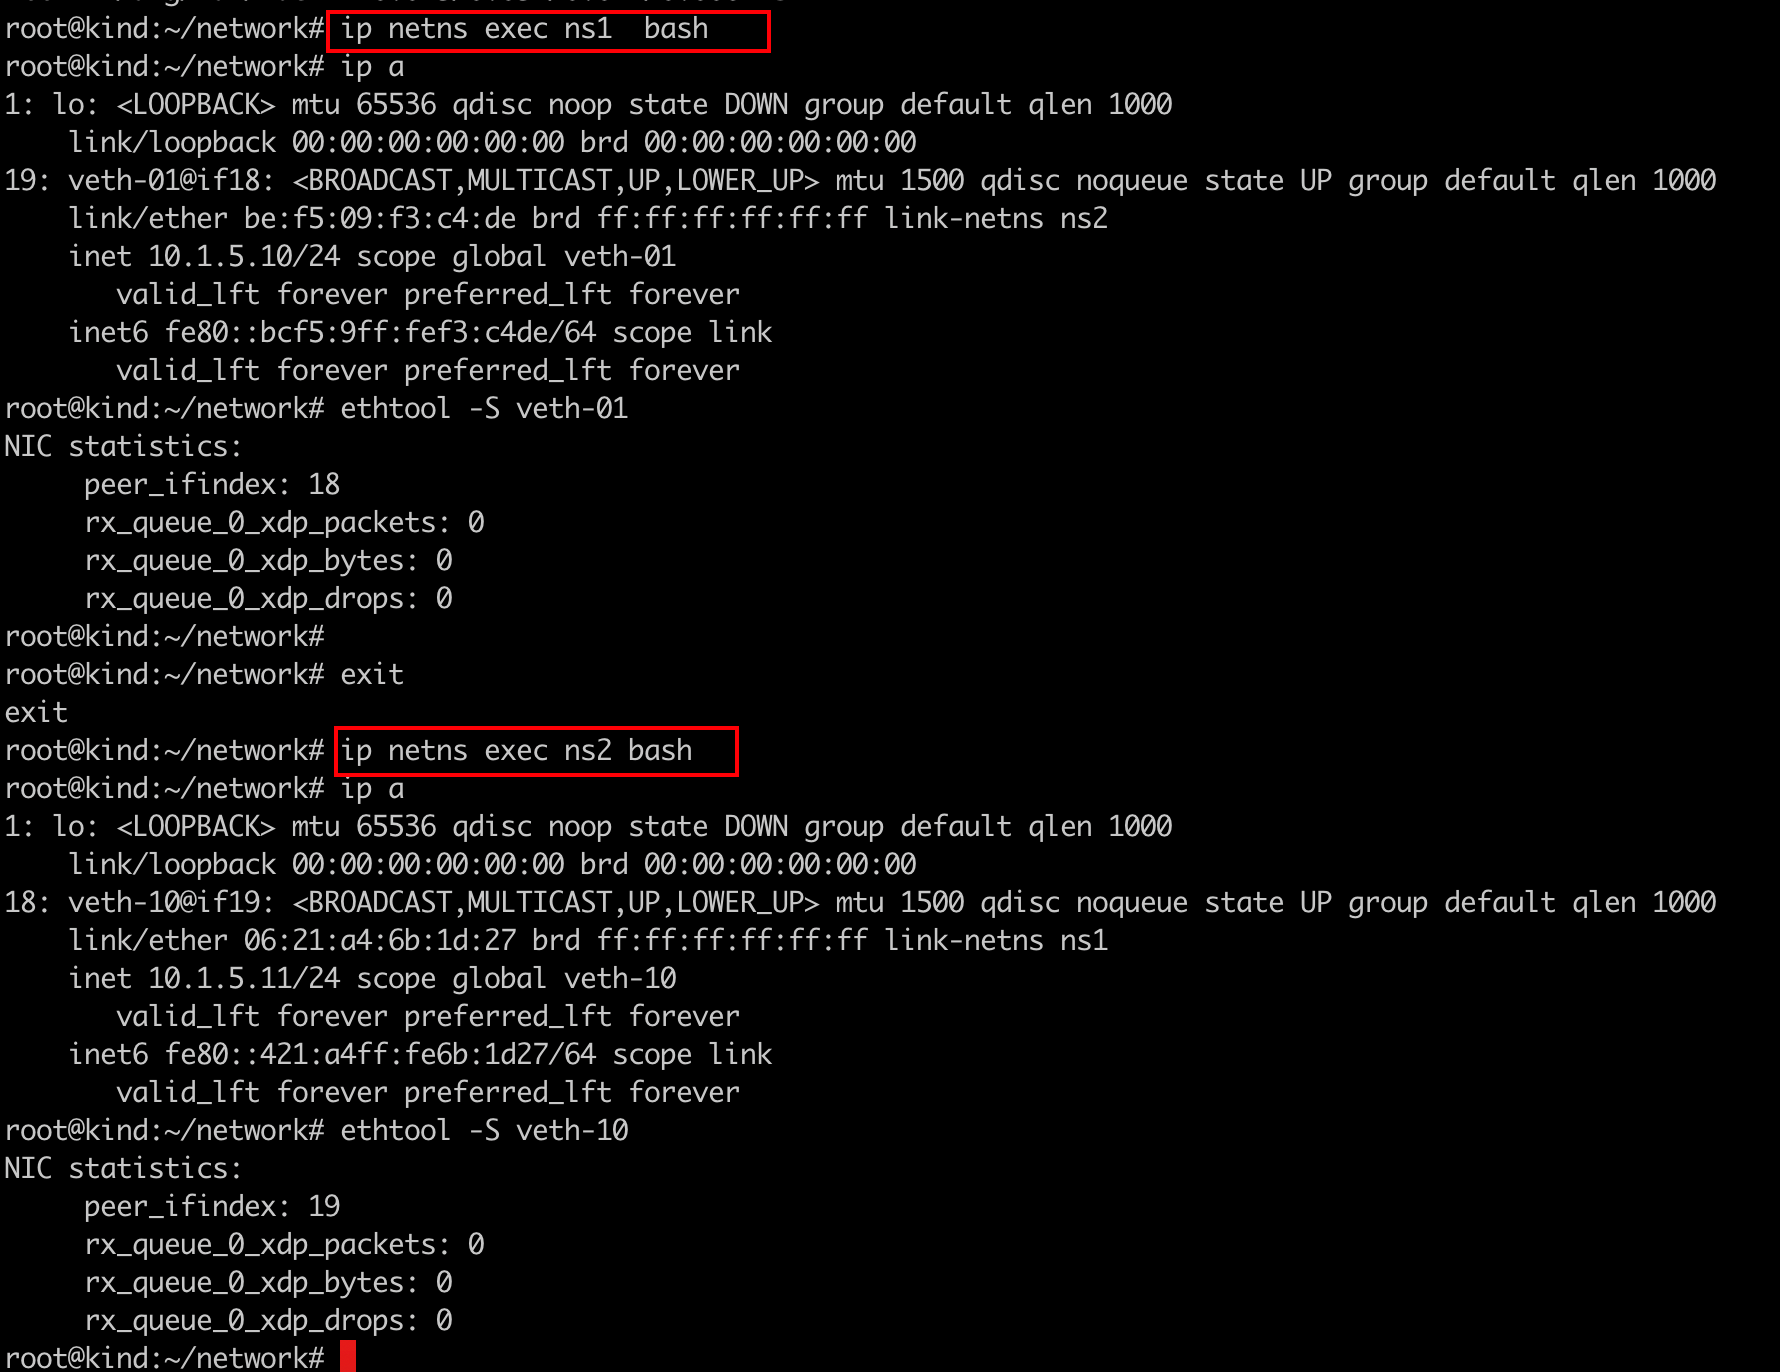 root@kind:~/network# ip netns exec ns1  bash
root@kind:~/network# ip a
1: lo: <LOOPBACK> mtu 65536 qdisc noop state DOWN group default qlen 1000
    link/loopback 00:00:00:00:00:00 brd 00:00:00:00:00:00
19: veth-01@if18: <BROADCAST,MULTICAST,UP,LOWER_UP> mtu 1500 qdisc noqueue state UP group default qlen 1000
    link/ether be:f5:09:f3:c4:de brd ff:ff:ff:ff:ff:ff link-netns ns2
    inet 10.1.5.10/24 scope global veth-01
       valid_lft forever preferred_lft forever
    inet6 fe80::bcf5:9ff:fef3:c4de/64 scope link
       valid_lft forever preferred_lft forever
root@kind:~/network# ethtool -S veth-01
NIC statistics:
     peer_ifindex: 18
     rx_queue_0_xdp_packets: 0
     rx_queue_0_xdp_bytes: 0
     rx_queue_0_xdp_drops: 0
root@kind:~/network#
root@kind:~/network# exit
exit
root@kind:~/network# ip netns exec ns2 bash
root@kind:~/network# ip a
1: lo: <LOOPBACK> mtu 65536 qdisc noop state DOWN group default qlen 1000
    link/loopback 00:00:00:00:00:00 brd 00:00:00:00:00:00
18: veth-10@if19: <BROADCAST,MULTICAST,UP,LOWER_UP> mtu 1500 qdisc noqueue state UP group default qlen 1000
    link/ether 06:21:a4:6b:1d:27 brd ff:ff:ff:ff:ff:ff link-netns ns1
    inet 10.1.5.11/24 scope global veth-10
       valid_lft forever preferred_lft forever
    inet6 fe80::421:a4ff:fe6b:1d27/64 scope link
       valid_lft forever preferred_lft forever
root@kind:~/network# ethtool -S veth-10
NIC statistics:
     peer_ifindex: 19
     rx_queue_0_xdp_packets: 0
     rx_queue_0_xdp_bytes: 0
     rx_queue_0_xdp_drops: 0
root@kind:~/network#